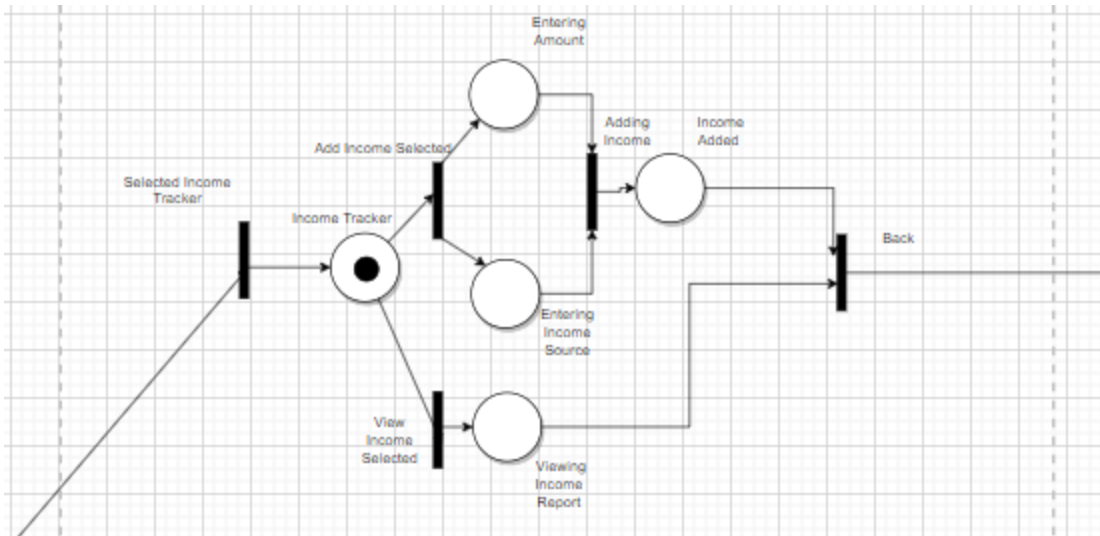 Entering
Amount
Adding
Income
Income
Added
Add Income Selected
Selected Income
Tracker
Income Tracker
Back
Entering
Income
Source
View
Income
Selected
Viewing
Income
Report